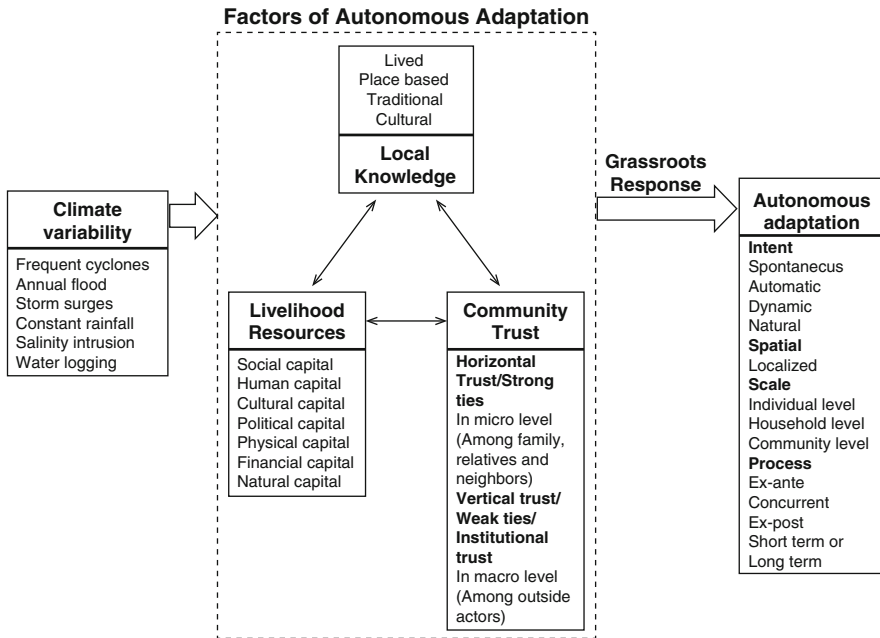 Factors of Autonomous Adaptation
Lived
Place based
Traditional
Cultural
Local
Knowledge
Climate
variability
Frequent cyclones
Annual flood
Storm surges
Constant rainfall
Salinity intrusion
Water logging
Livelihood
Resources
Social capital
Human capital
Cultural capital
Political capital
Physical capital
Financial capital
Natural capital
Community
Trust
Horizontal
Trust/Strong
ties
In micro level
(Among family,
relatives and
neighbors)
Vertical trust/
Weak ties/
Institutional
trust
In macro level
(Among outside
actors)
Grassroots
Response
Autonomous
adaptation
Intent
Spontanecus
Automatic
Dynamic
Natural
Spatial
Localized
Scale
Individual level
Household level
Community level
Process
Ex-ante
Concurrent
Ex-post
Short term or
Long term